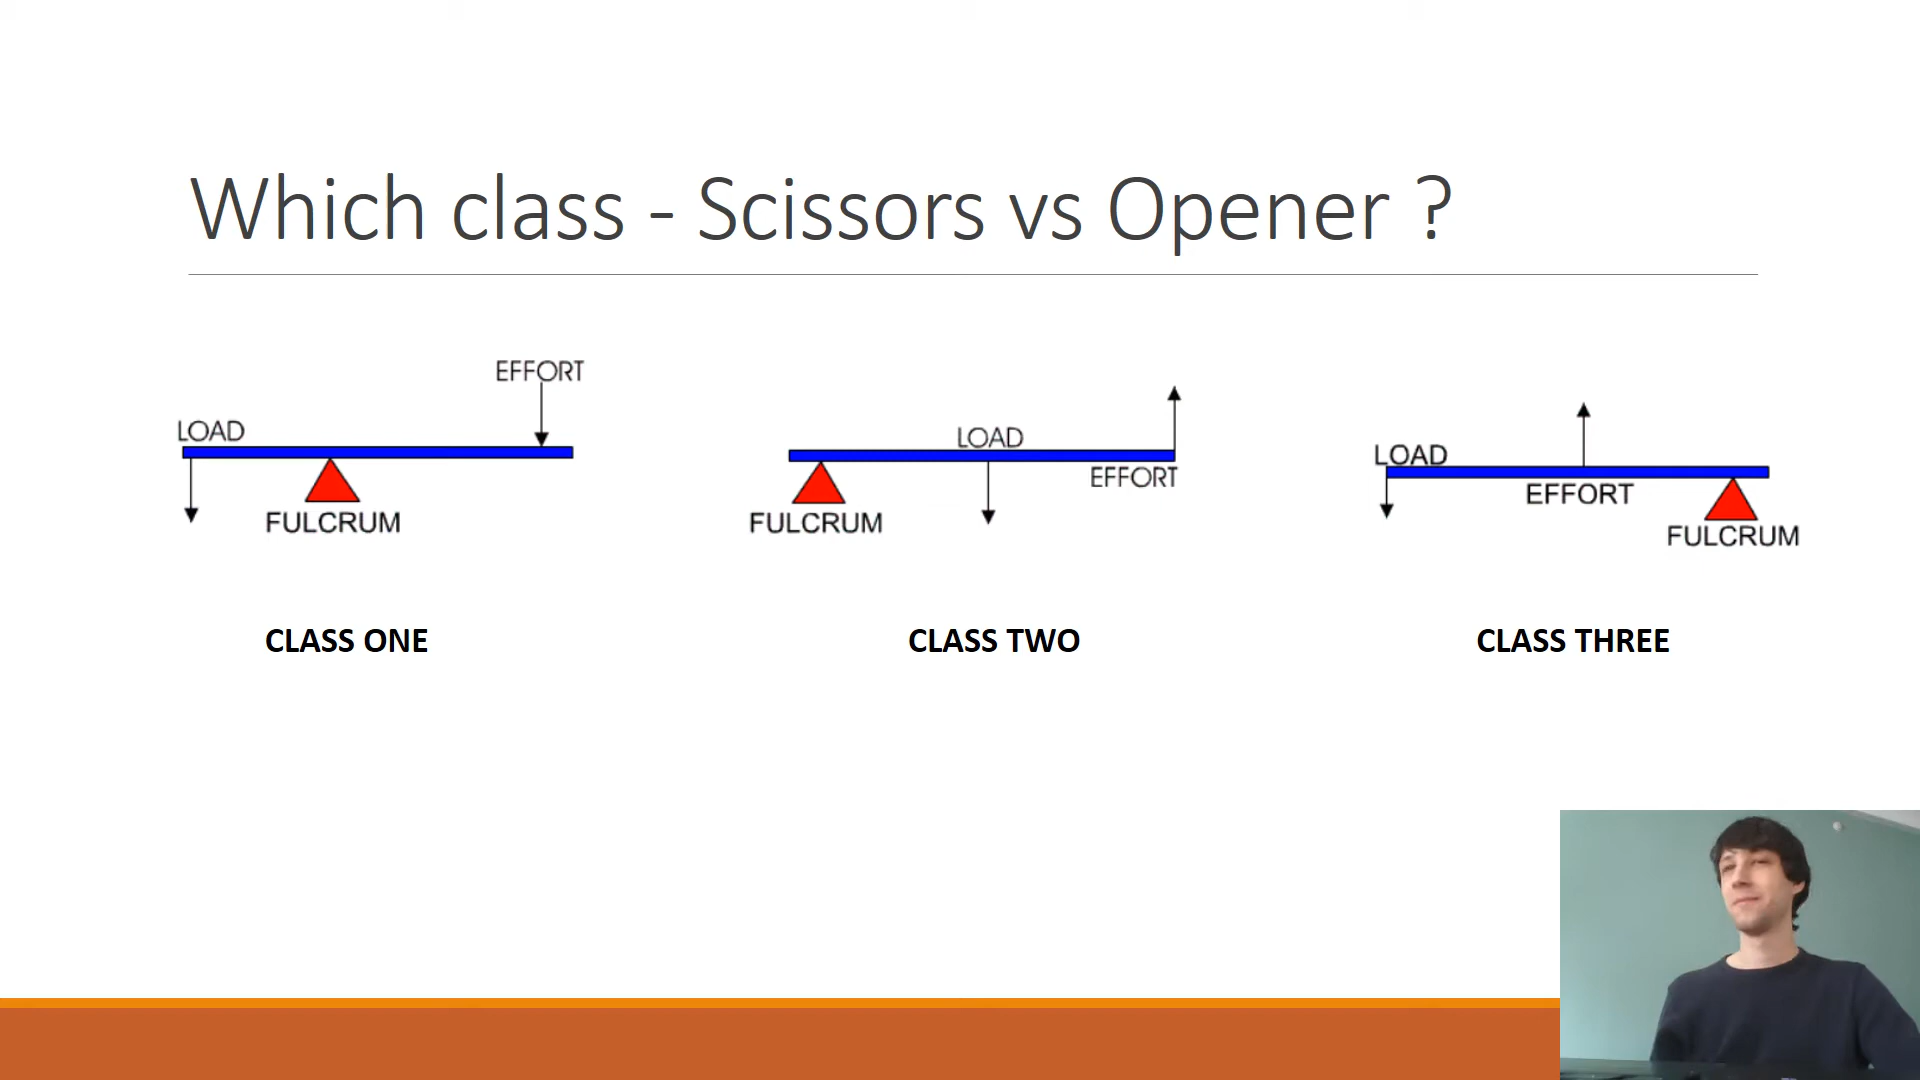 Which class - Scissors vs Opener ?
EFFORT
LOAD
FULCRUM
CLASS ONE
LOAD
EFFORT
FULCRUM
CLASS TWO
LOAD
EFFORT
FULCRUM
CLASS THREE